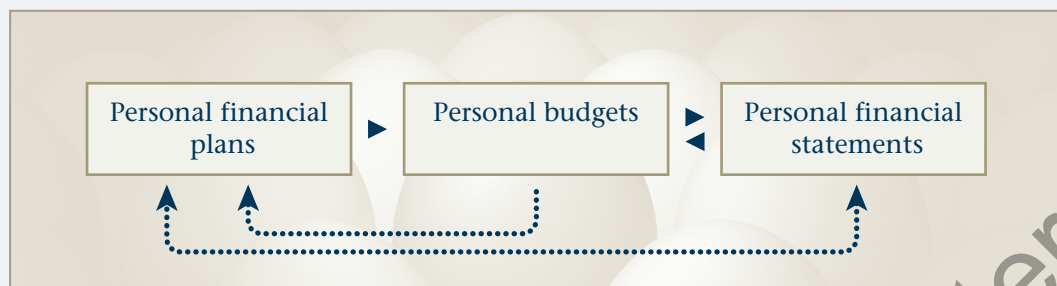 Personal financial
plans
Personal budgets
Personal financial
statements